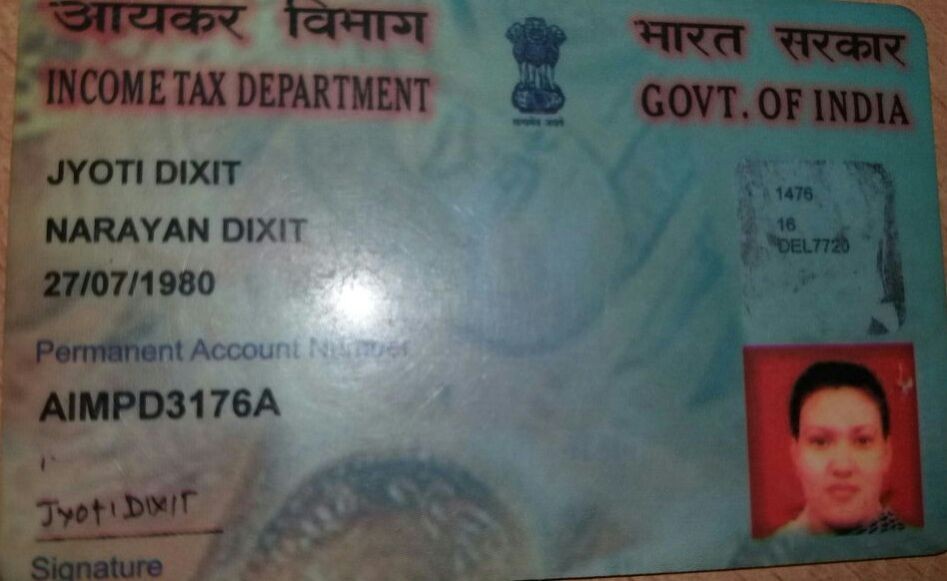 आयकर विभाग
INCOME TAX DEPARTMENT
भारत सरकार
GOVT. OF INDIA
सत्यमेव जयते
JYOTI DIXIT
NARAYAN DIXIT
27/07/1980
1476
16
DEL7720
Permanent Account Number
AIMPD3176A
Jyoti DIXIT
Signature